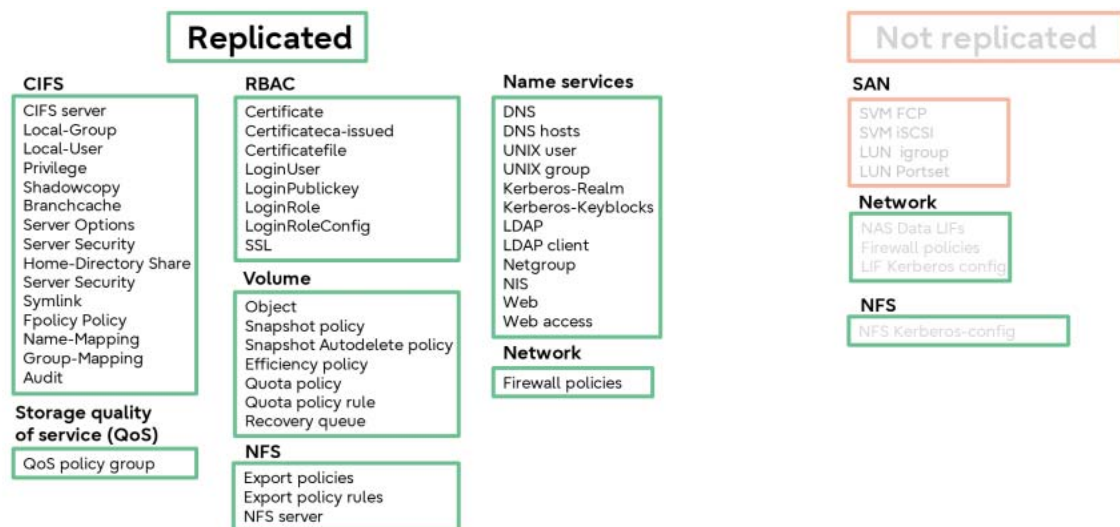 Replicated
CIFS
CIFS server
Local-Group
Local-User
Privilege
Shadowcopy
Branchcache
Server Options
Server Security
Home-Directory Share
Server Security
Symlink
Fpolicy Policy
Name-Mapping
Group-Mapping
Audit
Storage quality
of service (QoS)
QoS policy group
RBAC
Certificate
Certificateca-issued
Certificatefile
LoginUser
LoginPublickey
LoginRole
LoginRoleConfig
SSL
Volume
Object
Snapshot policy
Snapshot Autodelete policy
Efficiency policy
Quota policy
Quota policy rule
Recovery queue
NFS
Export policies
Export policy rules
NFS server
Name services
DNS
DNS hosts
UNIX user
UNIX group
Kerberos-Realm
Kerberos-Keyblocks
LDAP
LDAP client
Netgroup
NIS
Web
Web access
Network
Firewall policies
Not replicated
SAN
SVM FCP
SVM iSCSI
LUN igroup
LUN Portset
Network
NAS Data LIFs
Firewall policies
LIF Kerberos config
NFS
NFS Kerberos-config